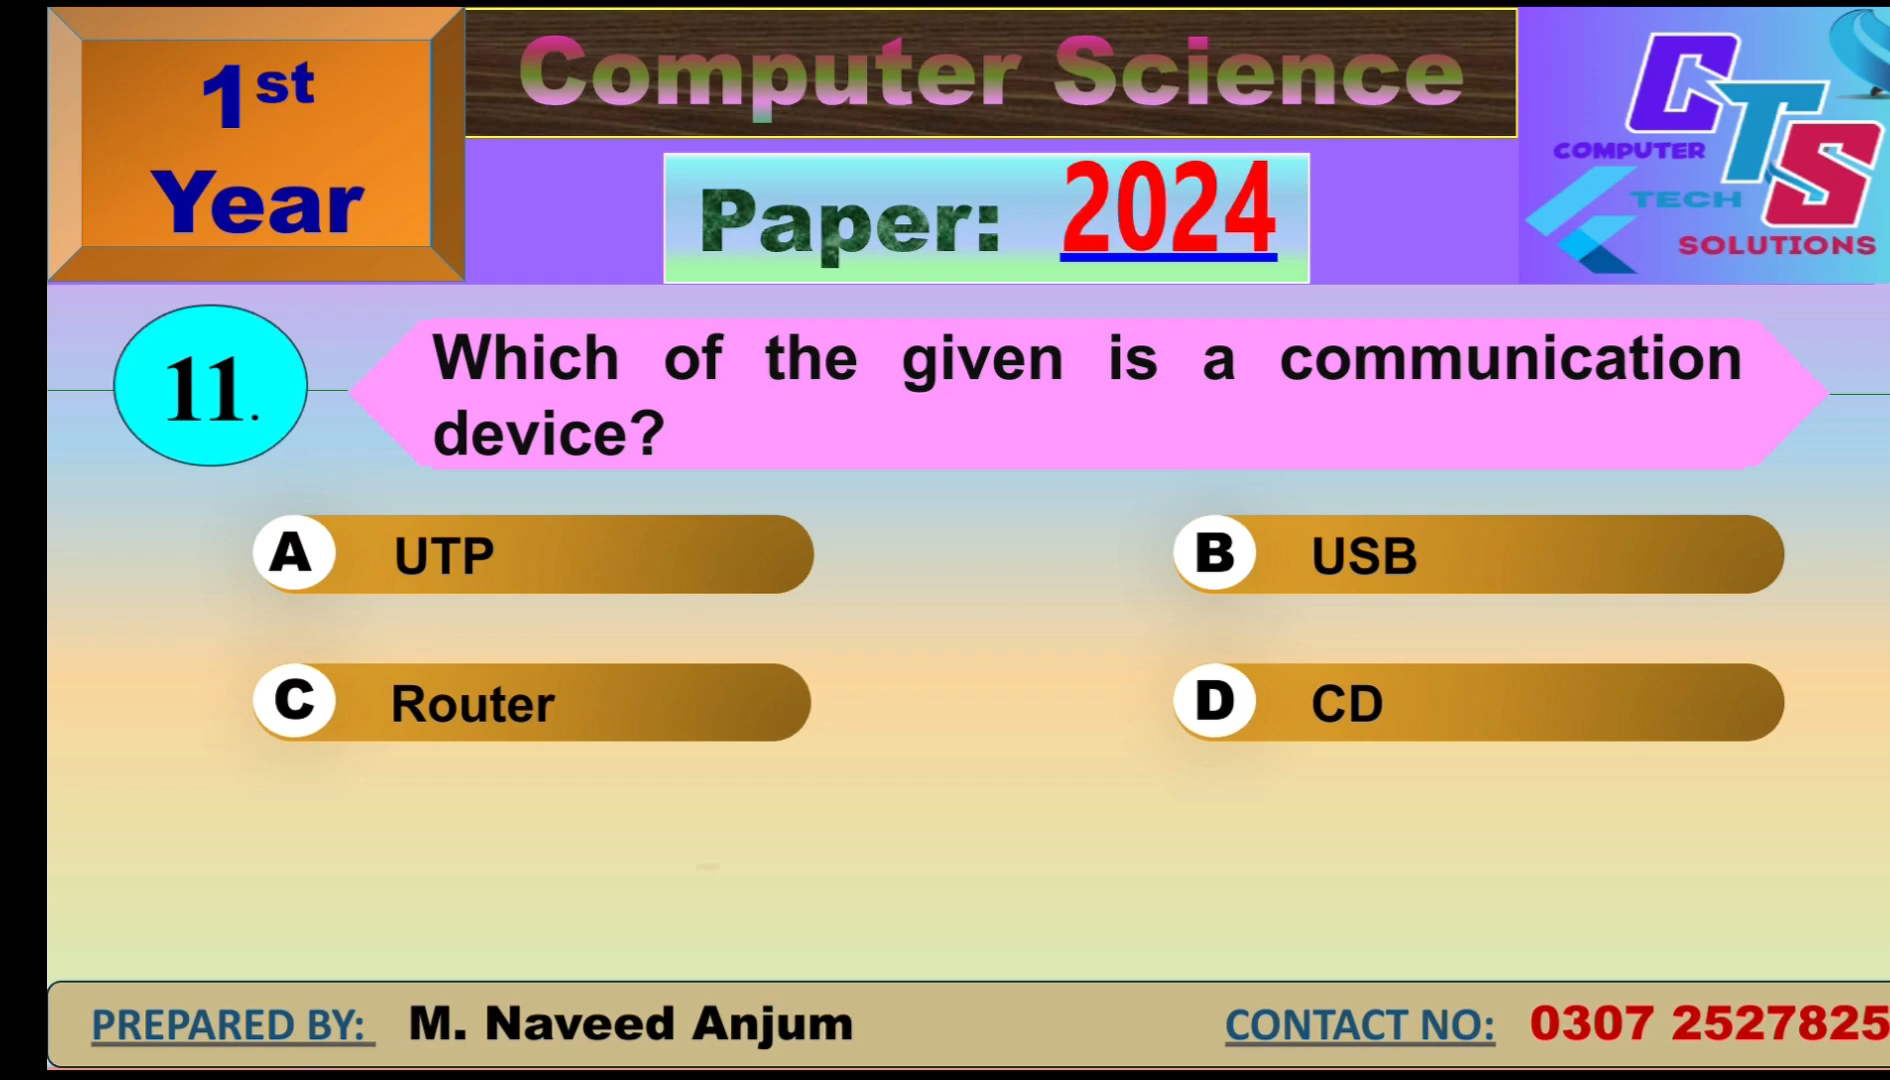 1st
Year
Computer Science
Paper: 2024
CTS
COMPUTER
TECH
SOLUTIONS
11.
Which of the given is a communication
device?
A UTP
B USB
C Router
D CD
PREPARED BY: M. Naveed Anjum
CONTACT NO: 0307 2527825